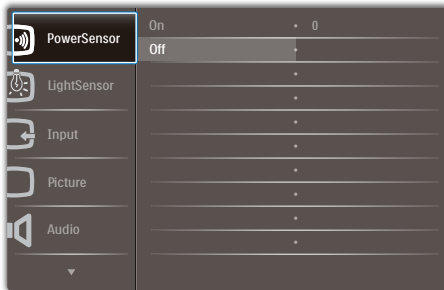 PowerSensor
On • 0
Off •
LightSensor
Input
Picture
Audio